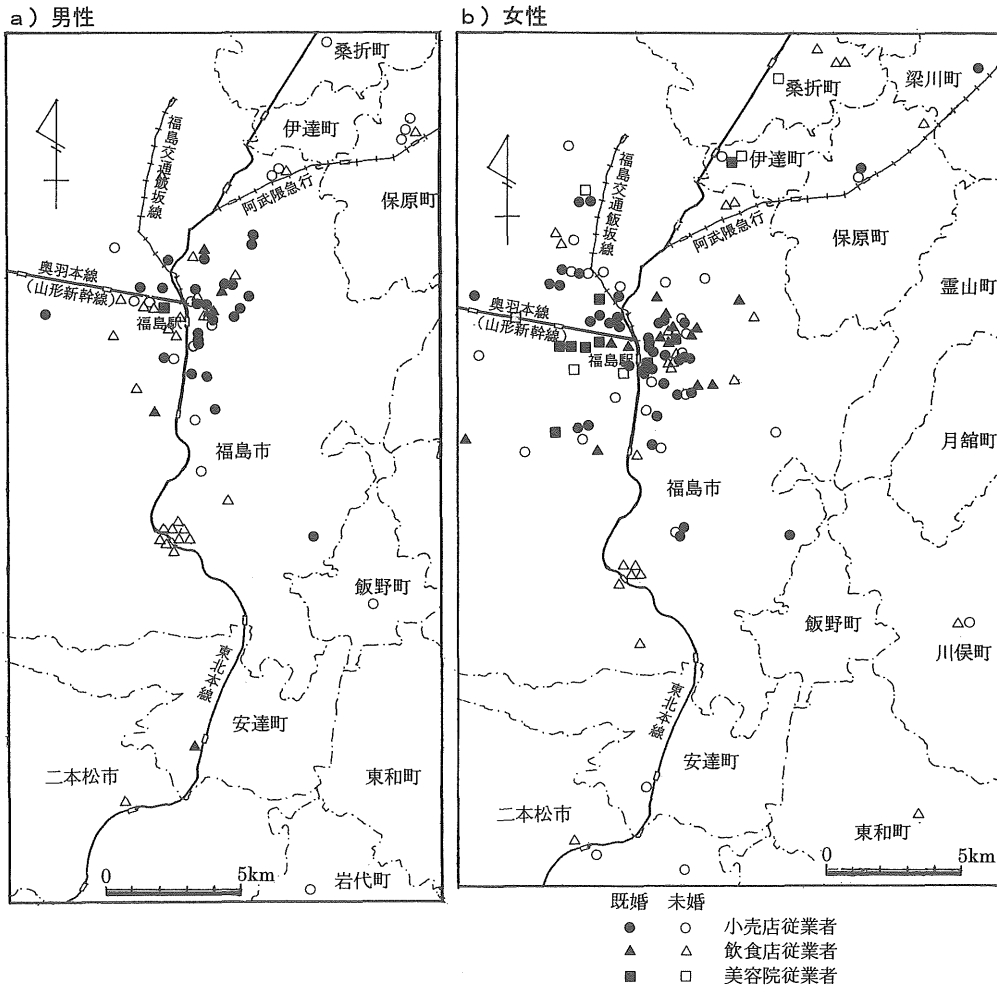 a）男性
桑折町
伊達町
福島交通飯坂線
阿武隈急行
保原町
奥羽本線
（山形新幹線）
福島駅
福島市
飯野町
東北本線
安達町
二本松市
東和町
岩代町
0 5km
b）女性
桑折町
梁川町
伊達町
福島交通飯坂線
阿武隈急行
保原町
霊山町
奥羽本線
（山形新幹線）
福島駅
月舘町
福島市
飯野町
川俣町
東北本線
安達町
二本松市
東和町
0 5km
既婚 未婚
小売店従業者
飲食店従業者
美容院従業者